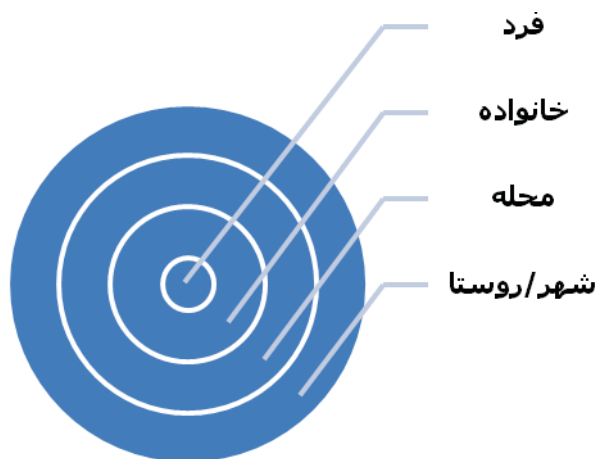 فرد
خانواده
محله
شهر/روستا